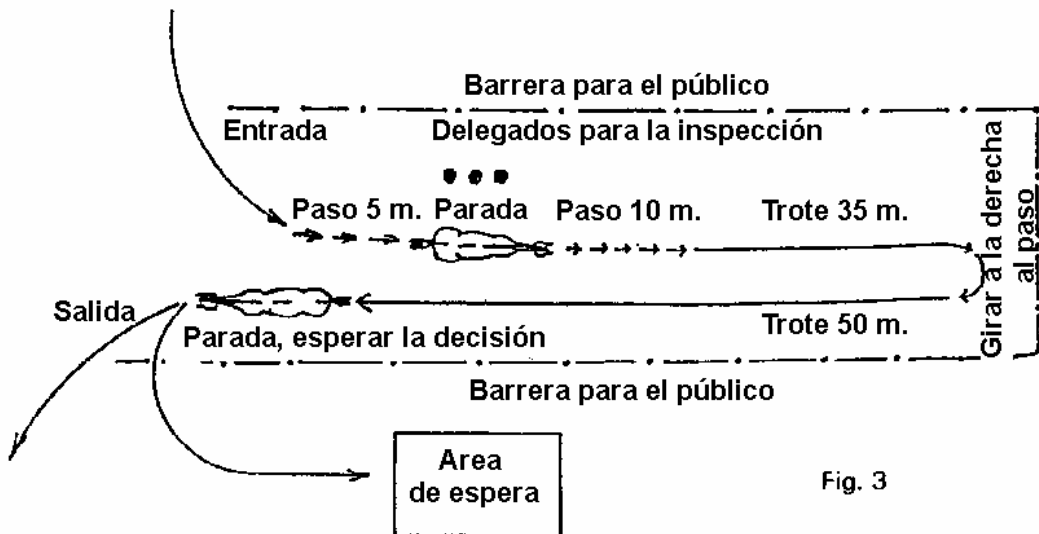 Barrera para el público
Entrada
Delegados para la inspección
Paso 5 m.
Parada
Paso 10 m.
Trote 35 m.
Girar a la derecha
al paso
Salida
Parada, esperar la decisión
Trote 50 m.
Barrera para el público
Area
de espera
Fig. 3